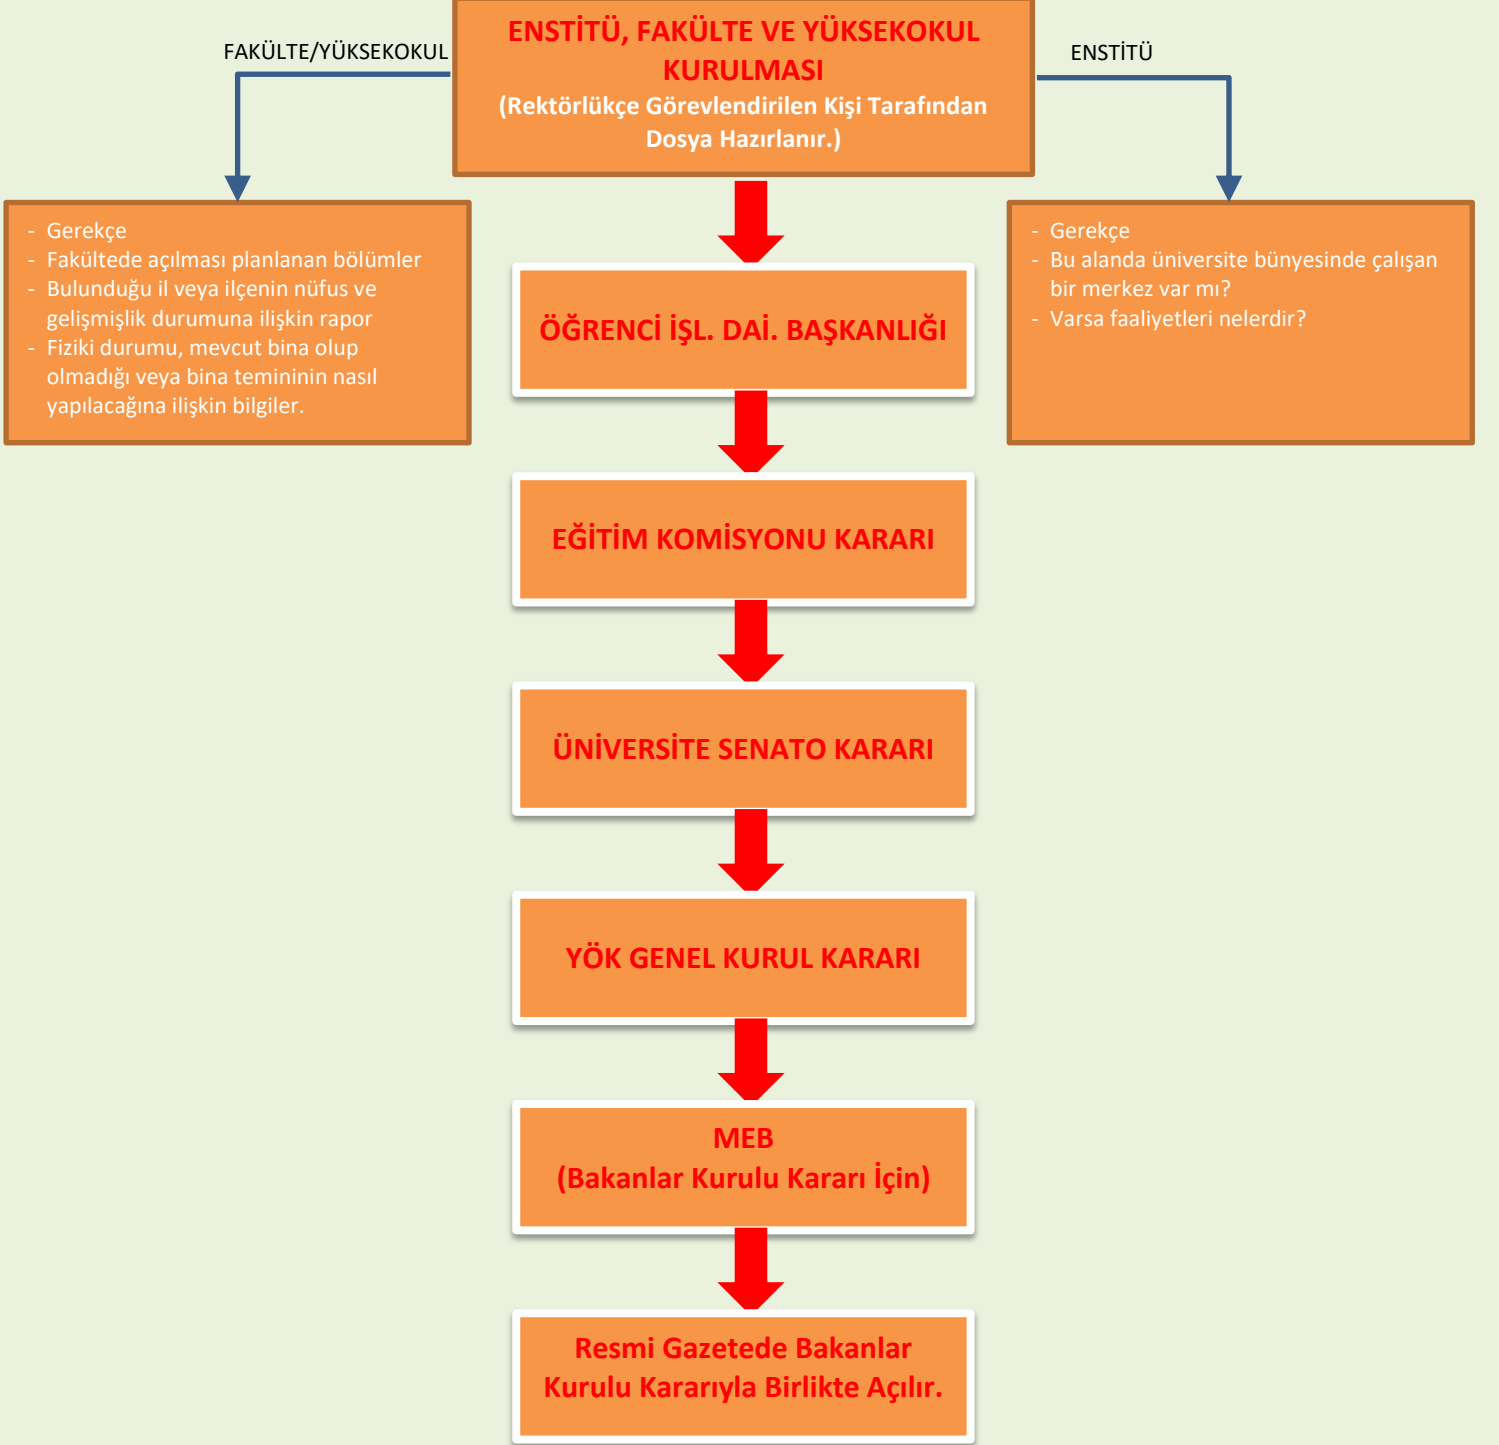 ENSTİTÜ, FAKÜLTE VE YÜKSEKOKUL
KURULMASI
(Rektörlükçe Görevlendirilen Kişi Tarafından
Dosya Hazırlanır.)
FAKÜLTE/YÜKSEKOKUL
ENSTİTÜ
- Gerekçe
- Fakültede açılması planlanan bölümler
- Bulunduğu il veya ilçenin nüfus ve
gelişmişlik durumuna ilişkin rapor
- Fiziki durumu, mevcut bina olup
olmadığı veya bina temininin nasıl
yapılacağına ilişkin bilgiler.
- Gerekçe
- Bu alanda üniversite bünyesinde çalışan
bir merkez var mı?
- Varsa faaliyetleri nelerdir?
ÖĞRENCİ İŞL. DAİ. BAŞKANLIĞI
EĞİTİM KOMİSYONU KARARI
ÜNİVERSİTE SENATO KARARI
YÖK GENEL KURUL KARARI
MEB
(Bakanlar Kurulu Kararı İçin)
Resmi Gazetede Bakanlar
Kurulu Kararıyla Birlikte Açılır.